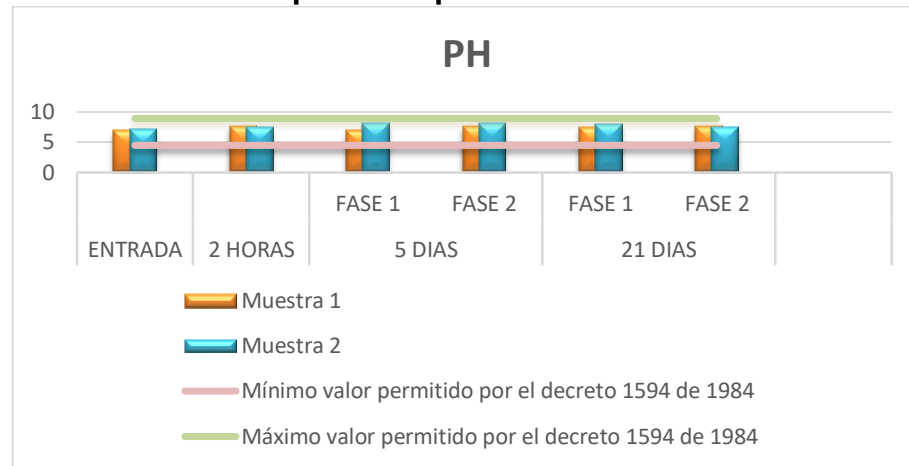 PH
10
5
0
FASE 1 FASE 2 FASE 1 FASE 2
ENTRADA 2 HORAS 5 DIAS 21 DIAS
Muestra 1
Muestra 2
Mínimo valor permitido por el decreto 1594 de 1984
Máximo valor permitido por el decreto 1594 de 1984